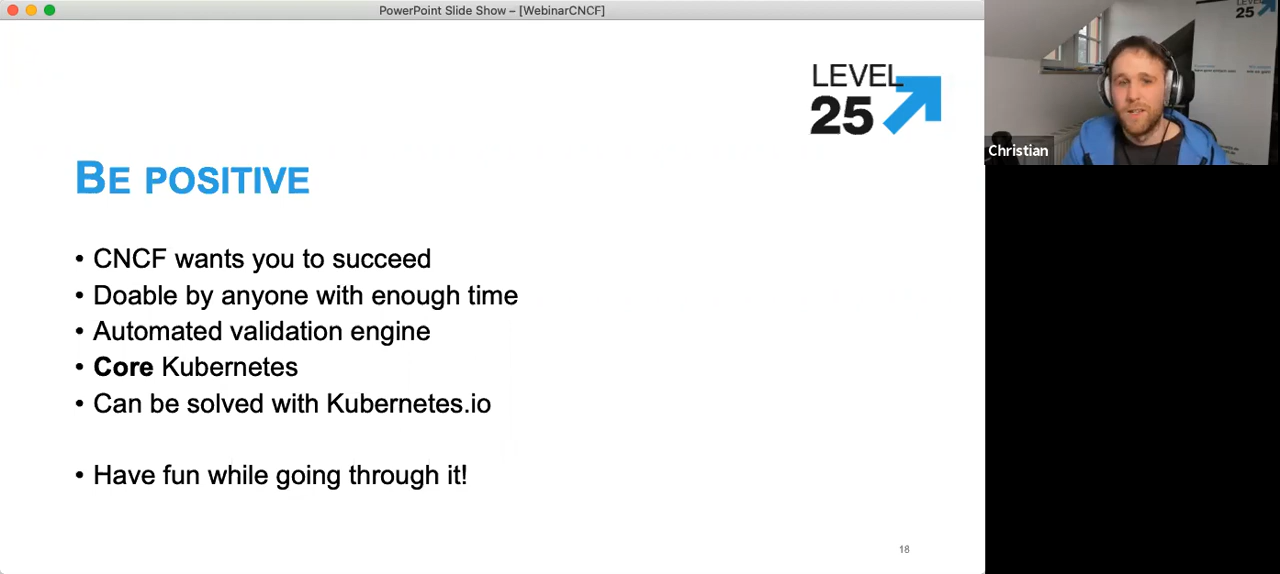 PowerPoint Slide Show – [WebinarCNCF]
LEVEL
25
BE POSITIVE
• CNCF wants you to succeed
• Doable by anyone with enough time
• Automated validation engine
• Core Kubernetes
• Can be solved with Kubernetes.io
• Have fun while going through it!
18
LEVEL
25
Christian